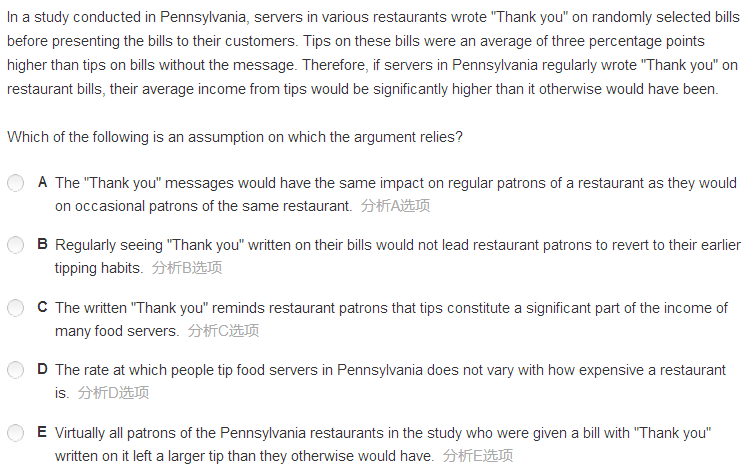 In a study conducted in Pennsylvania, servers in various restaurants wrote "Thank you" on randomly selected bills
before presenting the bills to their customers. Tips on these bills were an average of three percentage points
higher than tips on bills without the message. Therefore, if servers in Pennsylvania regularly wrote "Thank you" on
restaurant bills, their average income from tips would be significantly higher than it otherwise would have been.
Which of the following is an assumption on which the argument relies?
A The "Thank you" messages would have the same impact on regular patrons of a restaurant as they would
on occasional patrons of the same restaurant. 分析A选项
B Regularly seeing "Thank you" written on their bills would not lead restaurant patrons to revert to their earlier
tipping habits. 分析B选项
C The written "Thank you" reminds restaurant patrons that tips constitute a significant part of the income of
many food servers. 分析C选项
D The rate at which people tip food servers in Pennsylvania does not vary with how expensive a restaurant
is. 分析D选项
E Virtually all patrons of the Pennsylvania restaurants in the study who were given a bill with "Thank you"
written on it left a larger tip than they otherwise would have. 分析E选项